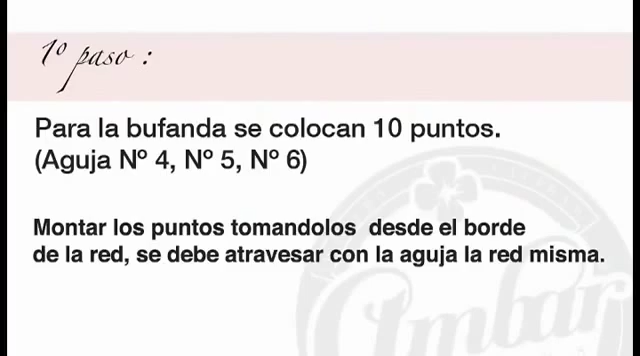 1º paso :
Para la bufanda se colocan 10 puntos.
(Aguja Nº 4, Nº 5, Nº 6)
Montar los puntos tomandolos desde el borde
de la red, se debe atravesar con la aguja la red misma.
Ambar